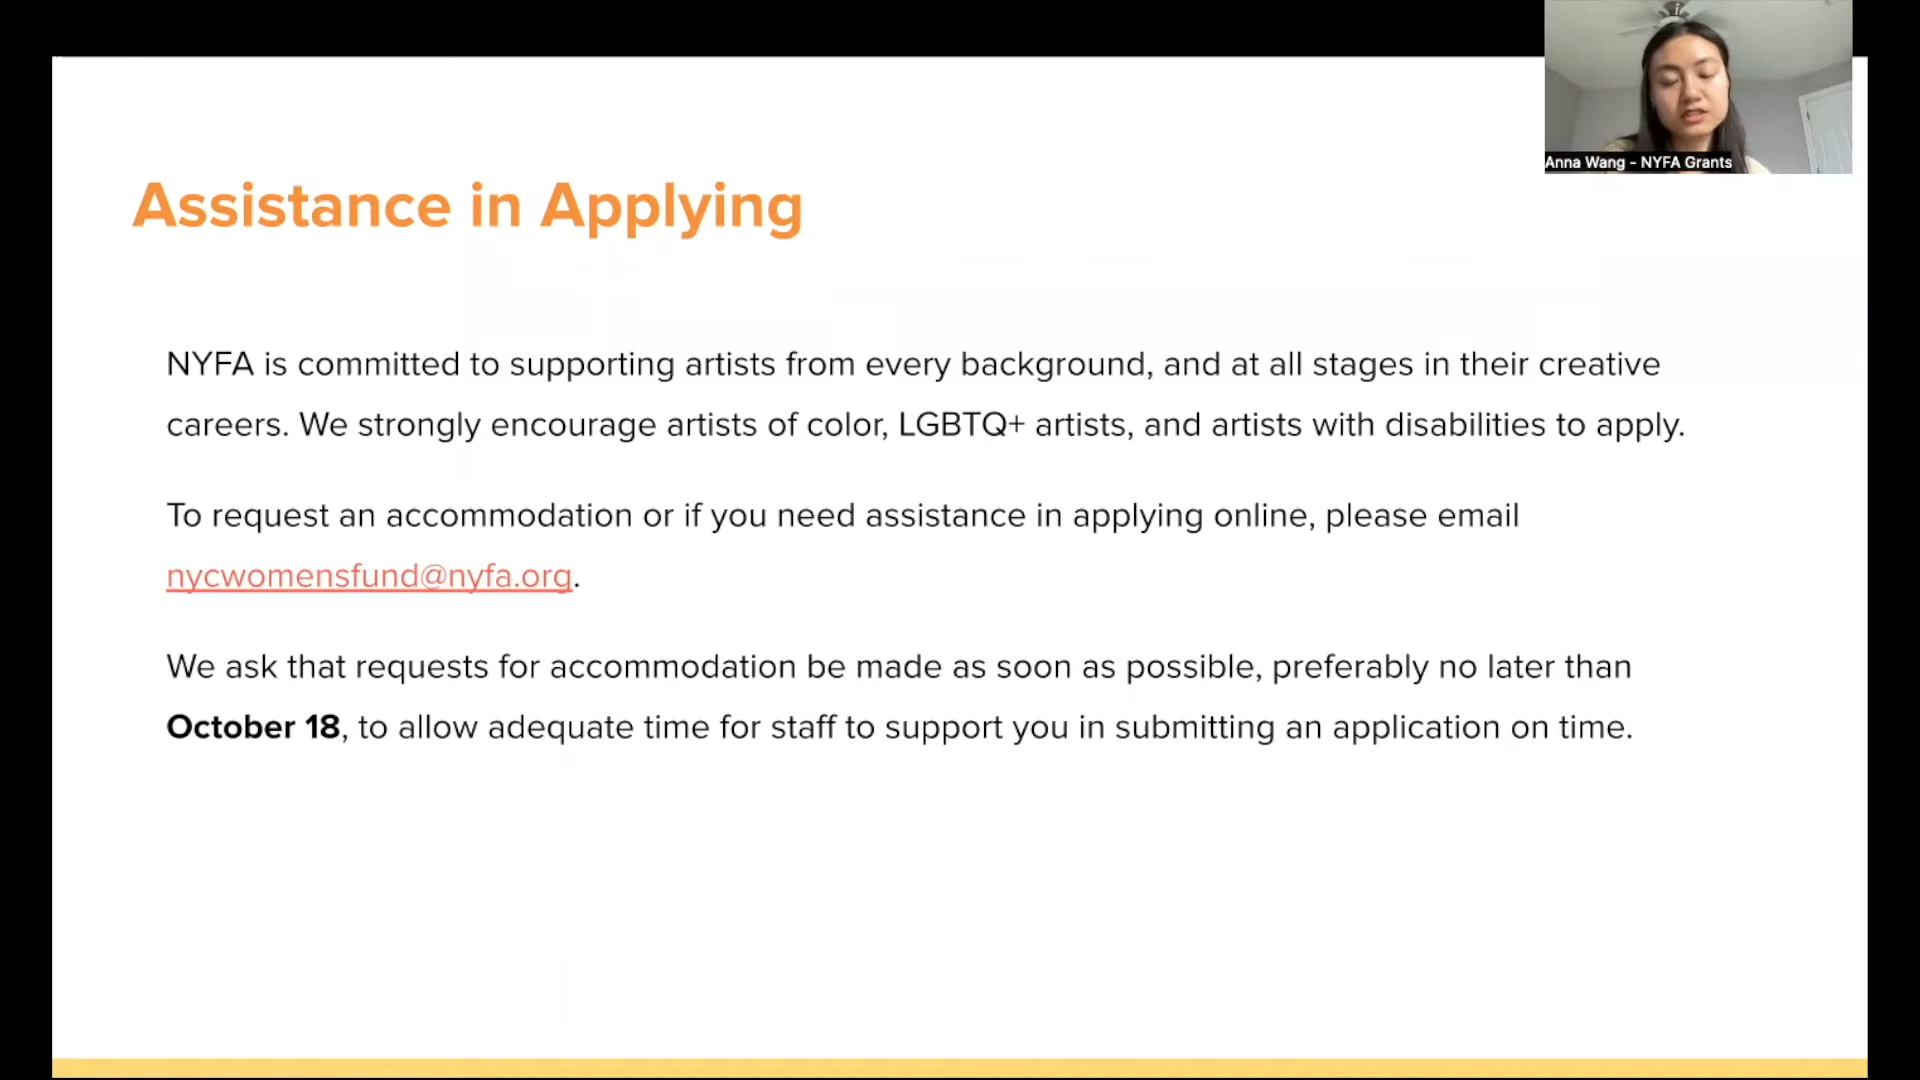 Anna Wang - NYFA Grants
Assistance in Applying
NYFA is committed to supporting artists from every background, and at all stages in their creative
careers. We strongly encourage artists of color, LGBTQ+ artists, and artists with disabilities to apply.
To request an accommodation or if you need assistance in applying online, please email
nycwomensfund@nyfa.org.
We ask that requests for accommodation be made as soon as possible, preferably no later than
October 18, to allow adequate time for staff to support you in submitting an application on time.